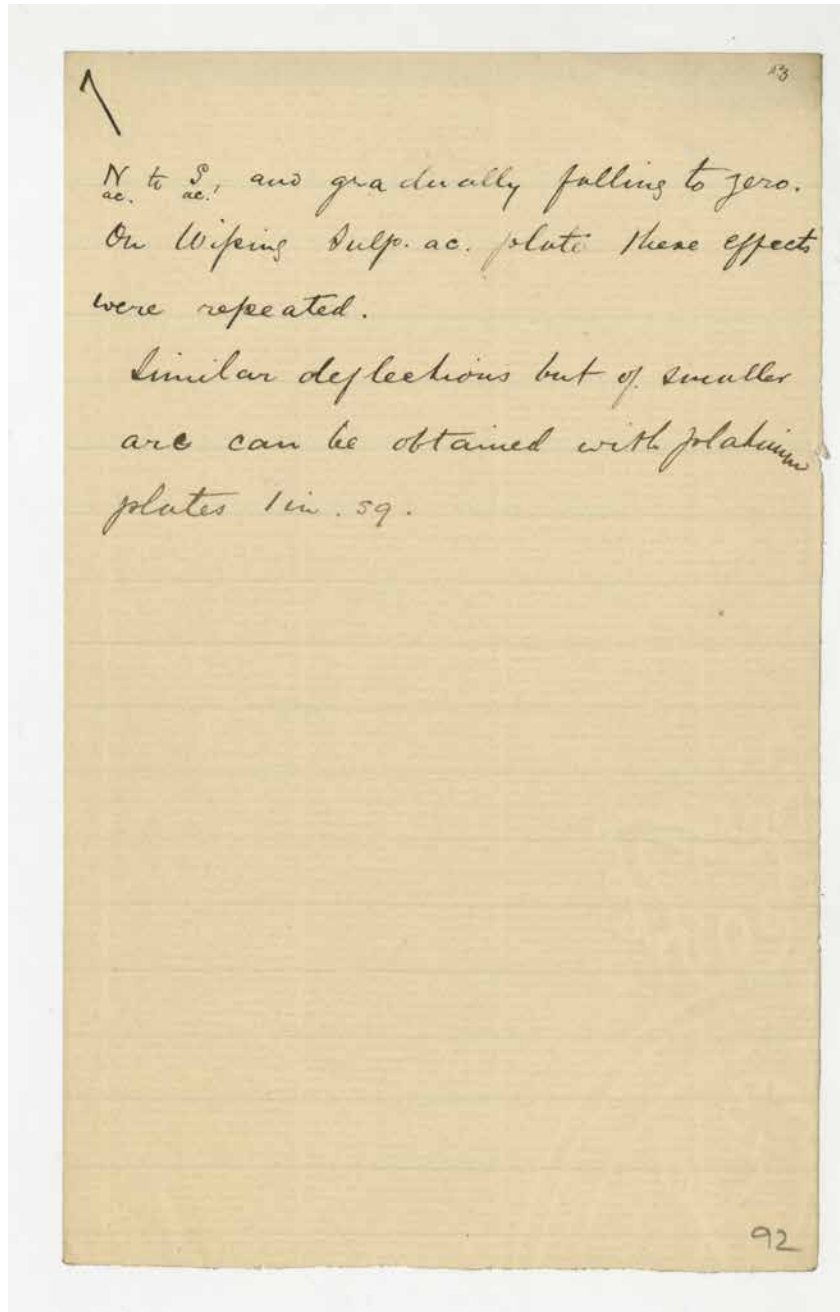 13
N ac. to S ac., and gradually falling to zero.
On Wiping Sulp. ac. plate these effects
were repeated.
Similar deflections but of smaller
arc can be obtained with platinum
plates 1 in. sq.
92